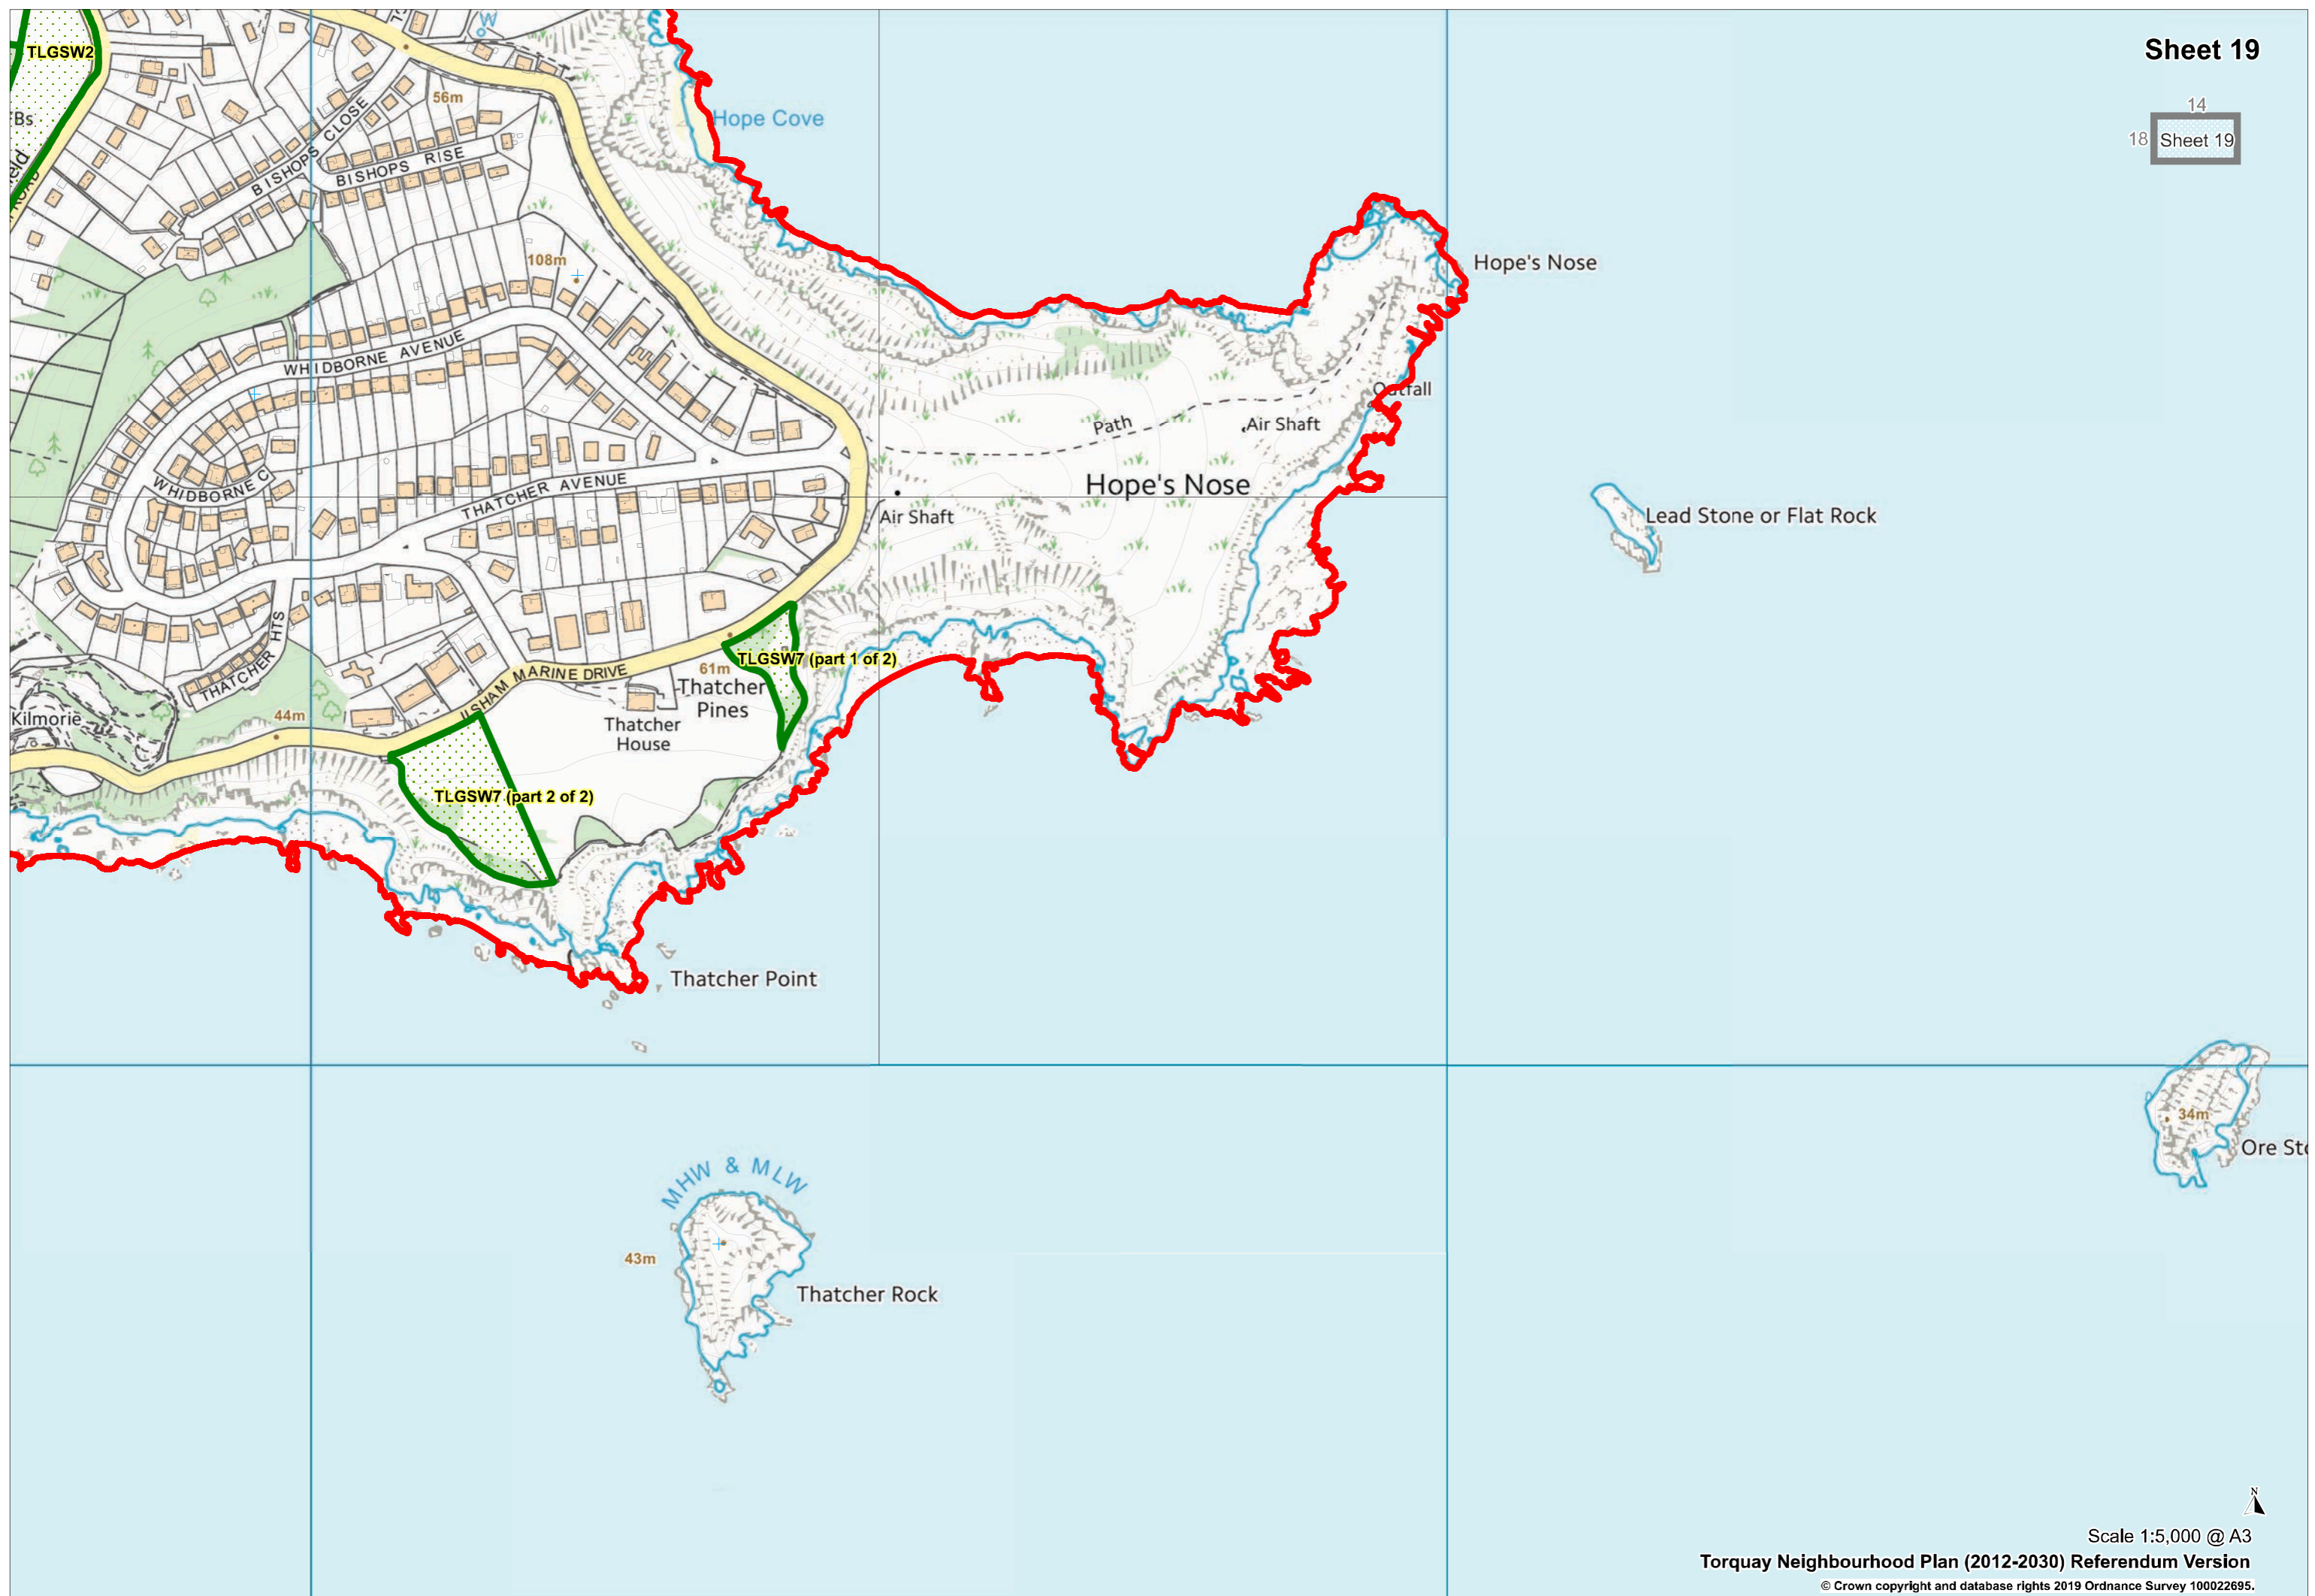 Sheet 19
14
18
Sheet 19
TLGSW2
W
56m
Hope Cove
BISHOPS CLOSE
BISHOPS RISE
108m
Hope's Nose
WHIDBORNE AVENUE
Outfall
Path
Air Shaft
WHIDBORNE C
THATCHER AVENUE
Hope's Nose
Air Shaft
Lead Stone or Flat Rock
THATCHER HTS
TLGSW7 (part 1 of 2)
61m
ILSHAM MARINE DRIVE
Thatcher
Pines
Kilmorie
44m
Thatcher
House
TLGSW7 (part 2 of 2)
Thatcher Point
34m
Ore Sto
MHW & MLW
43m
Thatcher Rock
N
Scale 1:5,000 @ A3
Torquay Neighbourhood Plan (2012-2030) Referendum Version
© Crown copyright and database rights 2019 Ordnance Survey 100022695.